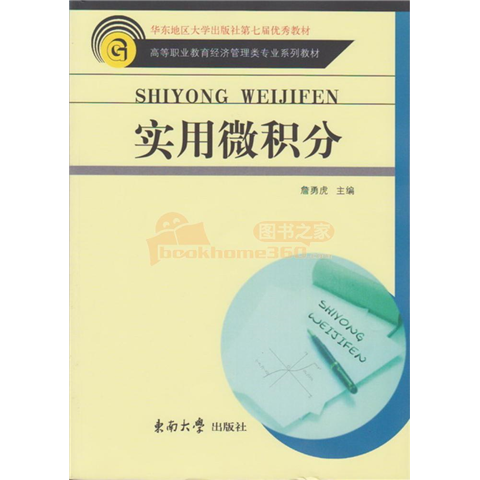 华东地区大学出版社第七届优秀教材
高等职业教育经济管理类专业系列教材
G
SHIYONG WEIJIFEN
实用微积分
詹勇虎 主编
图书之家
bookhome360.com
SHIYONG
WEIJIFEN
东南大学 出版社